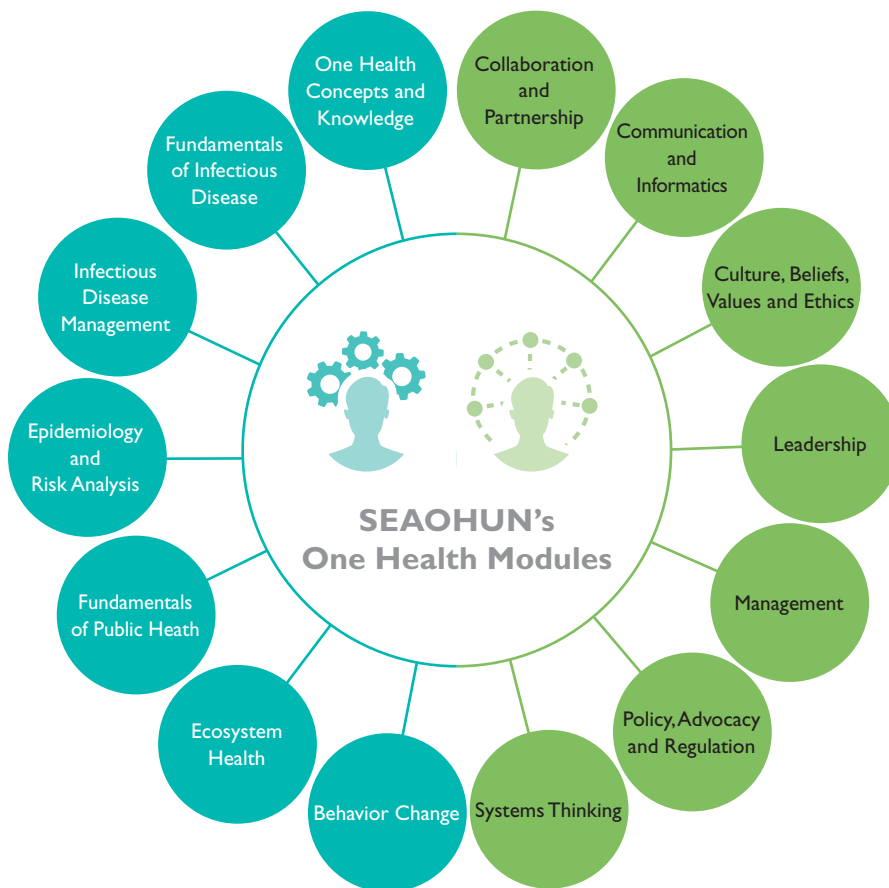 One Health
Concepts and
Knowledge
Collaboration
and
Partnership
Communication
and
Informatics
Culture, Beliefs,
Values and Ethics
Leadership
Management
Policy, Advocacy
and Regulation
Systems Thinking
Behavior Change
Ecosystem
Health
Fundamentals
of Public Heath
Epidemiology
and
Risk Analysis
Infectious
Disease
Management
Fundamentals
of Infectious
Disease
SEAOHUN's
One Health Modules